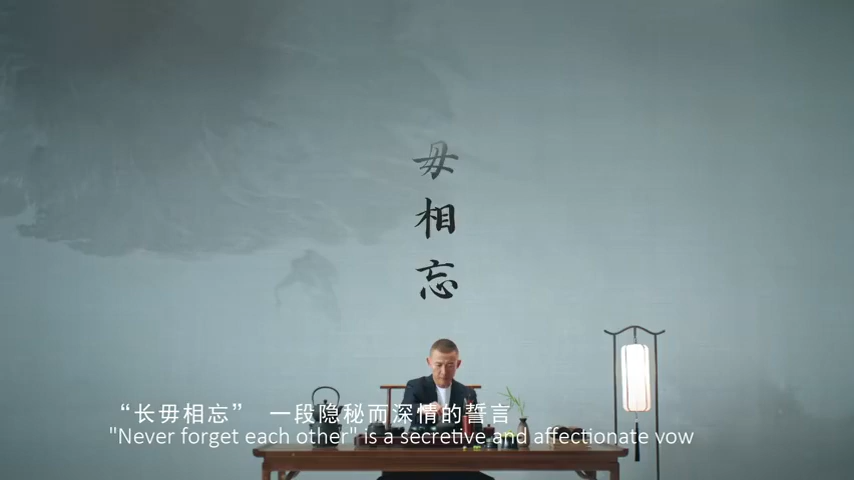 毋相忘
“长毋相忘” 一段隐秘而深情的誓言
"Never forget each other" is a secretive and affectionate vow